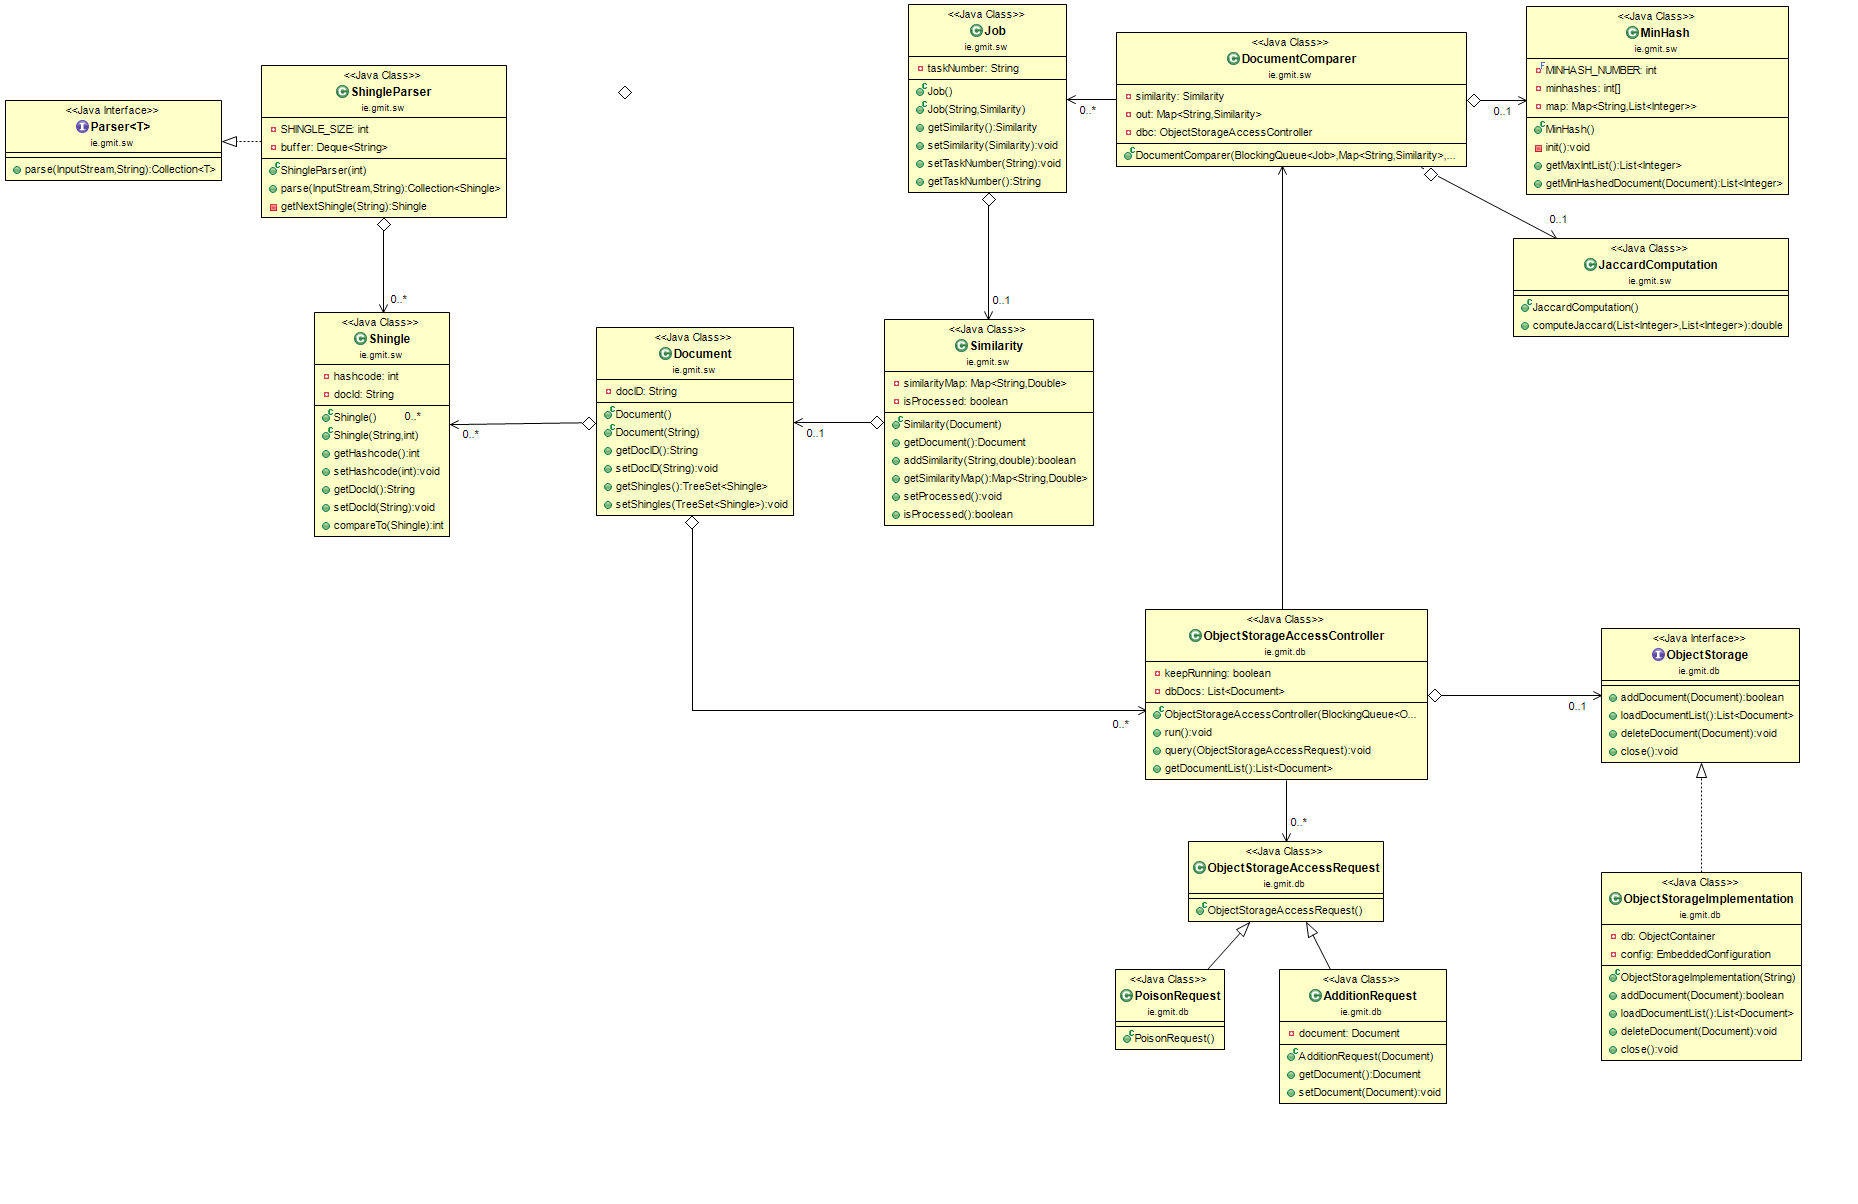 <<Java Interface>>
Parser<T>
ie.gmit.sw
parse(InputStream,String):Collection<T>
<<Java Class>>
ShingleParser
ie.gmit.sw
SHINGLE_SIZE: int
buffer: Deque<String>
ShingleParser(int)
parse(InputStream,String):Collection<Shingle>
getNextShingle(String):Shingle
0..*
<<Java Class>>
Shingle
ie.gmit.sw
hashcode: int
docId: String
Shingle()
0..*
Shingle(String,int)
getHashcode():int
setHashcode(int):void
getDocId():String
setDocId(String):void
compareTo(Shingle):int
0..*
<<Java Class>>
Document
ie.gmit.sw
docID: String
Document()
Document(String)
getDocID():String
setDocID(String):void
getShingles():TreeSet<Shingle>
setShingles(TreeSet<Shingle>):void
0..1
<<Java Class>>
Job
ie.gmit.sw
taskNumber: String
Job()
Job(String,Similarity)
getSimilarity():Similarity
setSimilarity(Similarity):void
setTaskNumber(String):void
getTaskNumber():String
0..1
<<Java Class>>
Similarity
ie.gmit.sw
similarityMap: Map<String,Double>
isProcessed: boolean
Similarity(Document)
getDocument():Document
addSimilarity(String,double):boolean
getSimilarityMap():Map<String,Double>
setProcessed():void
isProcessed():boolean
0..*
<<Java Class>>
DocumentComparer
ie.gmit.sw
similarity: Similarity
out: Map<String,Similarity>
dbc: ObjectStorageAccessController
DocumentComparer(BlockingQueue<Job>,Map<String,Similarity>,...
0..1
<<Java Class>>
MinHash
ie.gmit.sw
MINHASH_NUMBER: int
minhashes: int[]
map: Map<String,List<Integer>>
MinHash()
init():void
getMaxIntList():List<Integer>
getMinHashedDocument(Document):List<Integer>
0..1
<<Java Class>>
JaccardComputation
ie.gmit.sw
JaccardComputation()
computeJaccard(List<Integer>,List<Integer>):double
0..*
<<Java Class>>
ObjectStorageAccessController
ie.gmit.db
keepRunning: boolean
dbDocs: List<Document>
ObjectStorageAccessController(BlockingQueue<O...
run():void
query(ObjectStorageAccessRequest):void
getDocumentList():List<Document>
0..1
<<Java Interface>>
ObjectStorage
ie.gmit.db
addDocument(Document):boolean
loadDocumentList():List<Document>
deleteDocument(Document):void
close():void
0..*
<<Java Class>>
ObjectStorageAccessRequest
ie.gmit.db
ObjectStorageAccessRequest()
<<Java Class>>
ObjectStorageImplementation
ie.gmit.db
db: ObjectContainer
config: EmbeddedConfiguration
ObjectStorageImplementation(String)
addDocument(Document):boolean
loadDocumentList():List<Document>
deleteDocument(Document):void
close():void
<<Java Class>>
PoisonRequest
ie.gmit.db
PoisonRequest()
<<Java Class>>
AdditionRequest
ie.gmit.db
document: Document
AdditionRequest(Document)
getDocument():Document
setDocument(Document):void